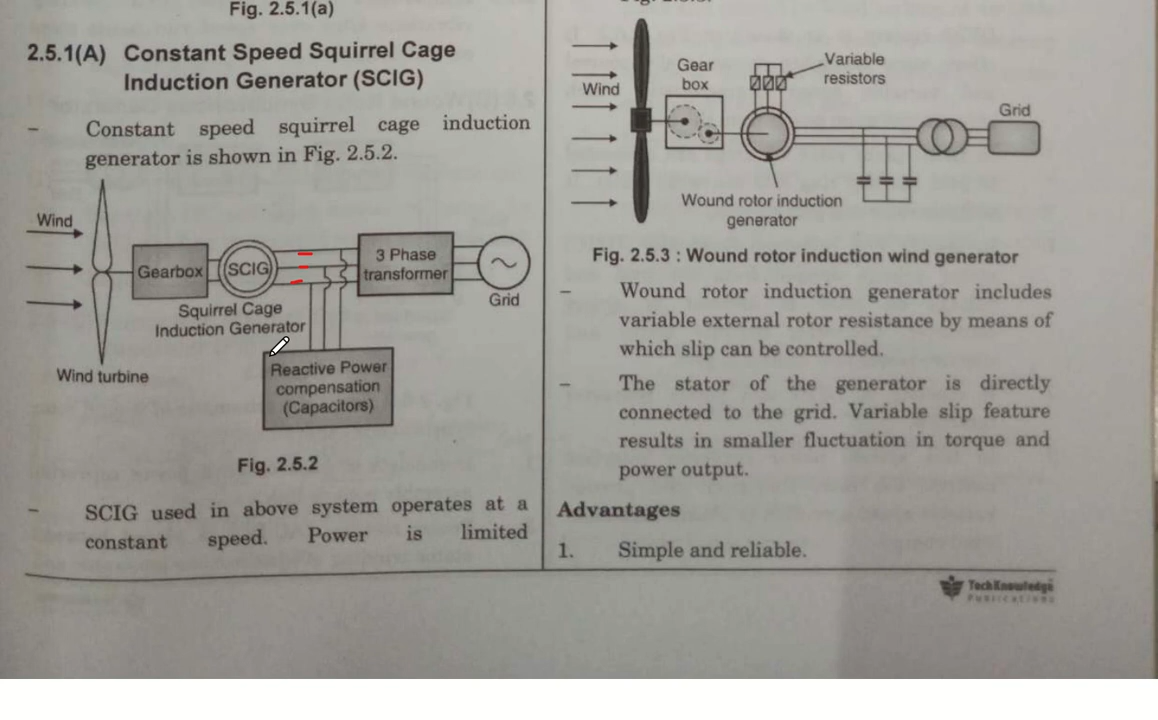 Fig. 2.5.1(a)
2.5.1(A) Constant Speed Squirrel Cage
Induction Generator (SCIG)
– Constant speed squirrel cage induction
generator is shown in Fig. 2.5.2.
Wind
Gearbox
SCIG
3 Phase
transformer
Grid
Squirrel Cage
Induction Generator
Wind turbine
Reactive Power
compensation
(Capacitors)
Fig. 2.5.2
– SCIG used in above system operates at a
constant speed. Power is limited
Wind
Gear
box
Variable
resistors
Grid
Wound rotor induction
generator
Fig. 2.5.3 : Wound rotor induction wind generator
– Wound rotor induction generator includes
variable external rotor resistance by means of
which slip can be controlled.
– The stator of the generator is directly
connected to the grid. Variable slip feature
results in smaller fluctuation in torque and
power output.
Advantages
1. Simple and reliable.
TechKnowledge
Publications